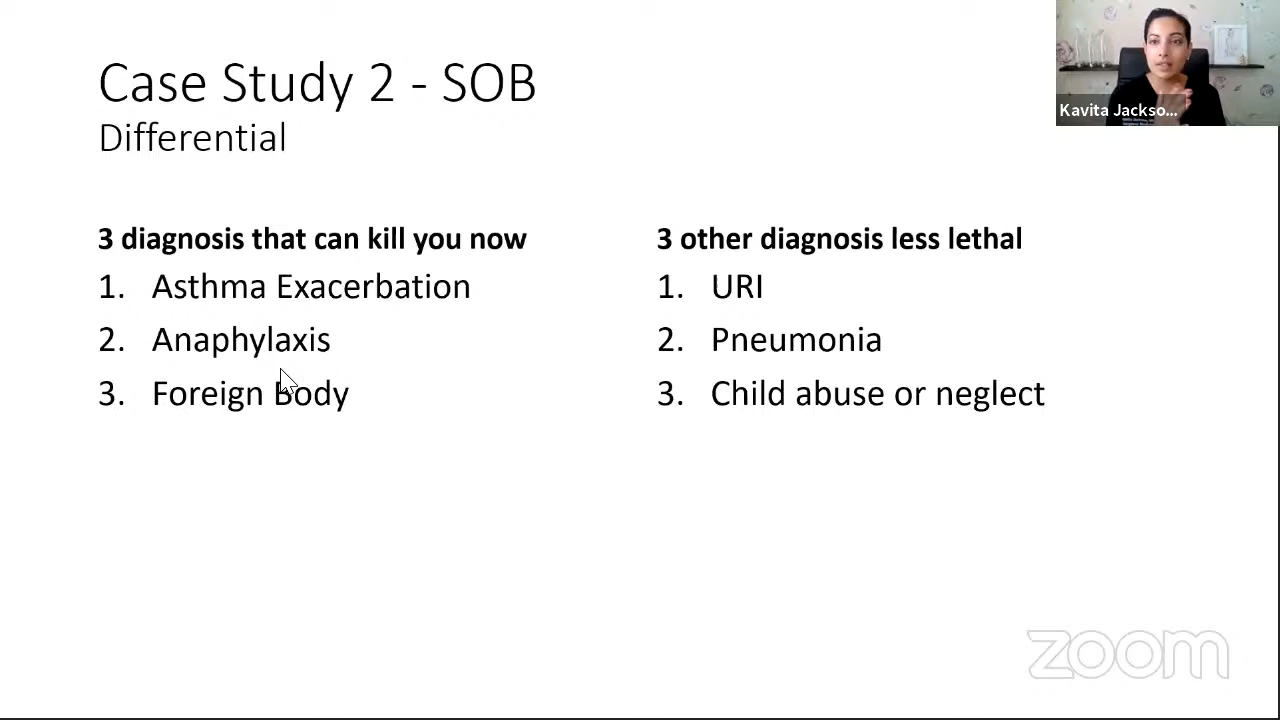 Case Study 2 - SOB
Differential
Kavita Jackso...
3 diagnosis that can kill you now
1. Asthma Exacerbation
2. Anaphylaxis
3. Foreign Body
3 other diagnosis less lethal
1. URI
2. Pneumonia
3. Child abuse or neglect
zoom